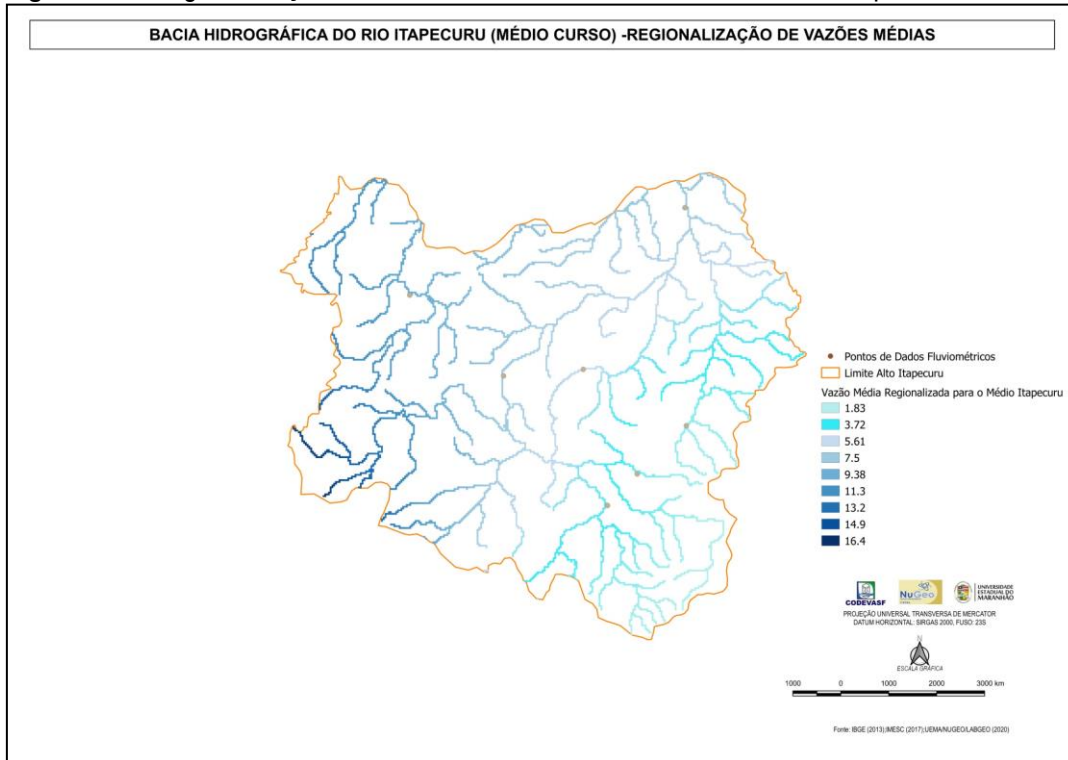 BACIA HIDROGRÁFICA DO RIO ITAPECURU (MÉDIO CURSO) -REGIONALIZAÇÃO DE VAZÕES MÉDIAS
Pontos de Dados Fluviométricos
Limite Alto Itapecuru
Vazão Média Regionalizada para o Médio Itapecuru
1.83
3.72
5.61
7.5
9.38
11.3
13.2
14.9
16.4
CODEVASF
NuGeo
UNIVERSIDADE
ESTADUAL DO
MARANHÃO
PROJEÇÃO UNIVERSAL TRANSVERSA DE MERCATOR
DATUM HORIZONTAL: SIRGAS 2000, FUSO: 23S
N
ESCALA GRÁFICA
1000 0 1000 2000 3000 km
Fonte: IBGE (2013);IMESC (2017);UEMA/NUGEO/LABGEO (2020)